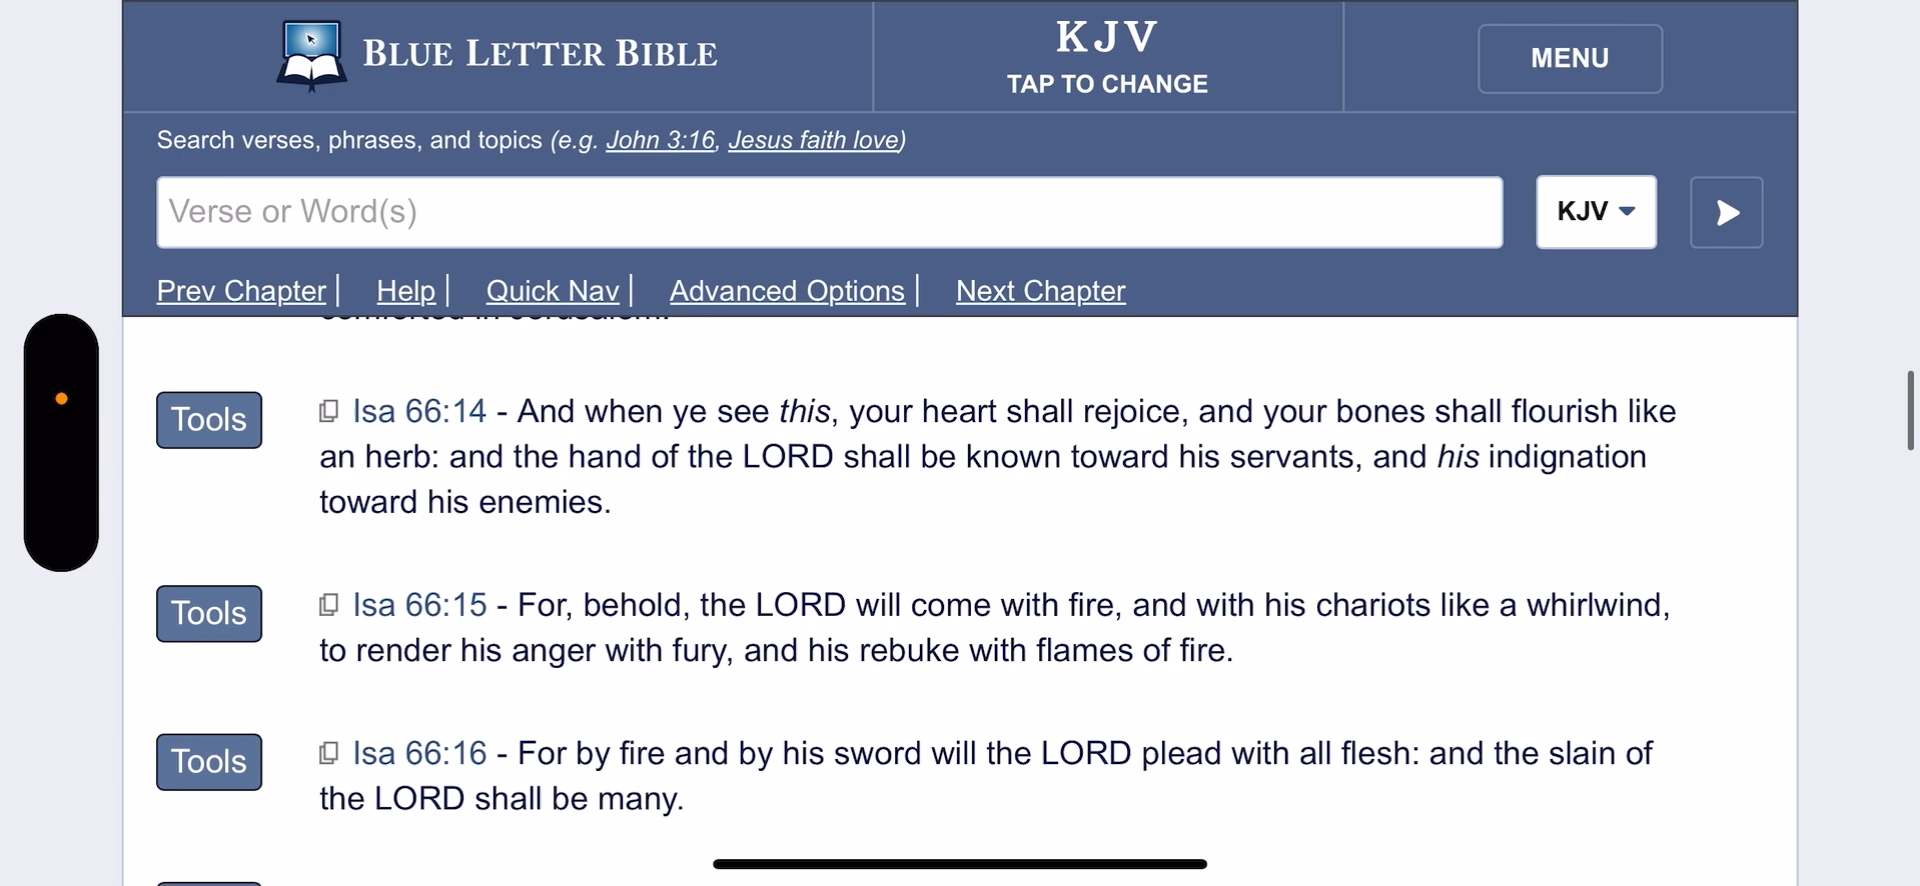 BLUE LETTER BIBLE
KJV
TAP TO CHANGE
MENU
Search verses, phrases, and topics (e.g. John 3:16, Jesus faith love)
Verse or Word(s)
KJV
Prev Chapter | Help | Quick Nav | Advanced Options | Next Chapter
comforted in Jerusalem.
Tools
Isa 66:14 - And when ye see this, your heart shall rejoice, and your bones shall flourish like
an herb: and the hand of the LORD shall be known toward his servants, and his indignation
toward his enemies.
Tools
Isa 66:15 - For, behold, the LORD will come with fire, and with his chariots like a whirlwind,
to render his anger with fury, and his rebuke with flames of fire.
Tools
Isa 66:16 - For by fire and by his sword will the LORD plead with all flesh: and the slain of
the LORD shall be many.